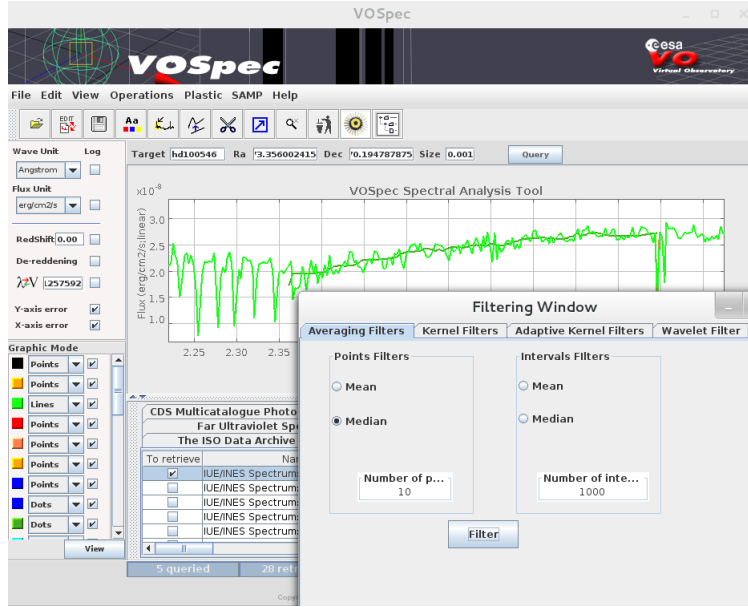 VOSpec
VOSpec
esa
VO
Virtual Observatory
File Edit View Operations Plastic SAMP Help
EDIT
Aa
Wave Unit Log
Angstrom
Flux Unit
erg/cm2/s
RedShift 0.00
De-reddening
λ⇄V 1257592
Y-axis error
X-axis error
Target hd100546 Ra '3.356002415 Dec '0.194787875 Size 0.001 Query
x10⁻⁸
VOSpec Spectral Analysis Tool
Flux (erg/cm2/s;linear)
3.0
2.5
2.0
1.5
1.0
2.25 2.30 2.35
Graphic Mode
Points
Points
Lines
Points
Points
Points
Points
Dots
Dots
View
CDS Multicatalogue Photo
Far Ultraviolet Spe
The ISO Data Archive
To retrieve Na
IUE/INES Spectrum
IUE/INES Spectrum
IUE/INES Spectrum
IUE/INES Spectrum
IUE/INES Spectrum
5 queried 28 retr
Copyr
Filtering Window
Averaging Filters Kernel Filters Adaptive Kernel Filters Wavelet Filter
Points Filters
Mean
Median
Number of p...
10
Intervals Filters
Mean
Median
Number of inte...
1000
Filter